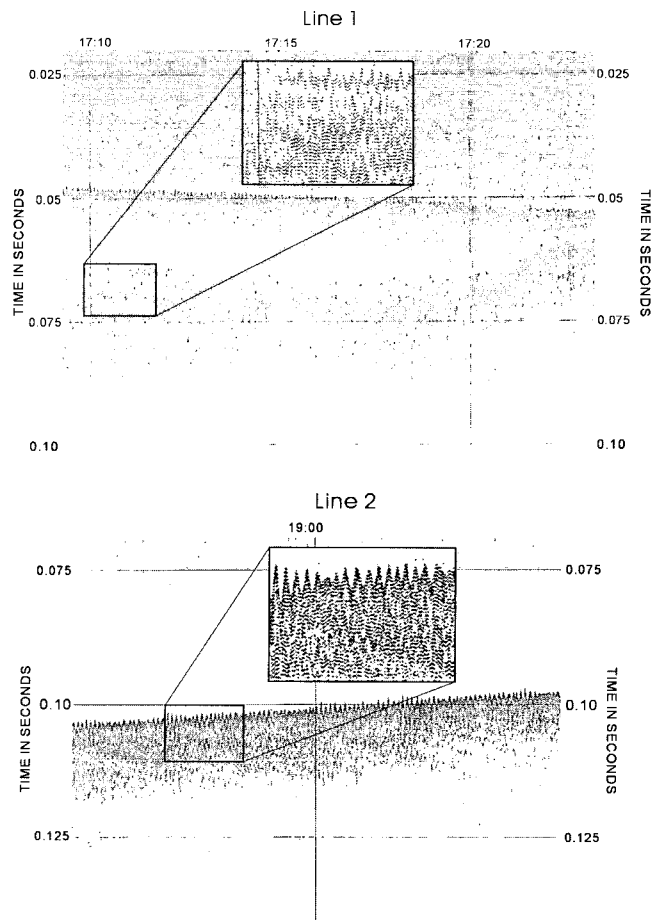 Line 1
17:10 17:15 17:20
0.025 0.025
TIME IN SECONDS TIME IN SECONDS
0.05 0.05
0.075 0.075
0.10 0.10
Line 2
19:00
0.075 0.075
TIME IN SECONDS TIME IN SECONDS
0.10 0.10
0.125 0.125